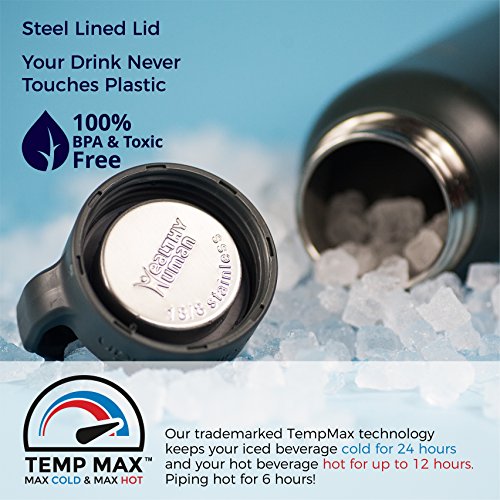 Steel Lined Lid
Your Drink Never
Touches Plastic
100%
BPA & Toxic
Free
HEALTHY
HUMAN
18/8 stainless
TEMP MAX™
MAX COLD & MAX HOT
Our trademarked TempMax technology
keeps your iced beverage cold for 24 hours
and your hot beverage hot for up to 12 hours.
Piping hot for 6 hours!